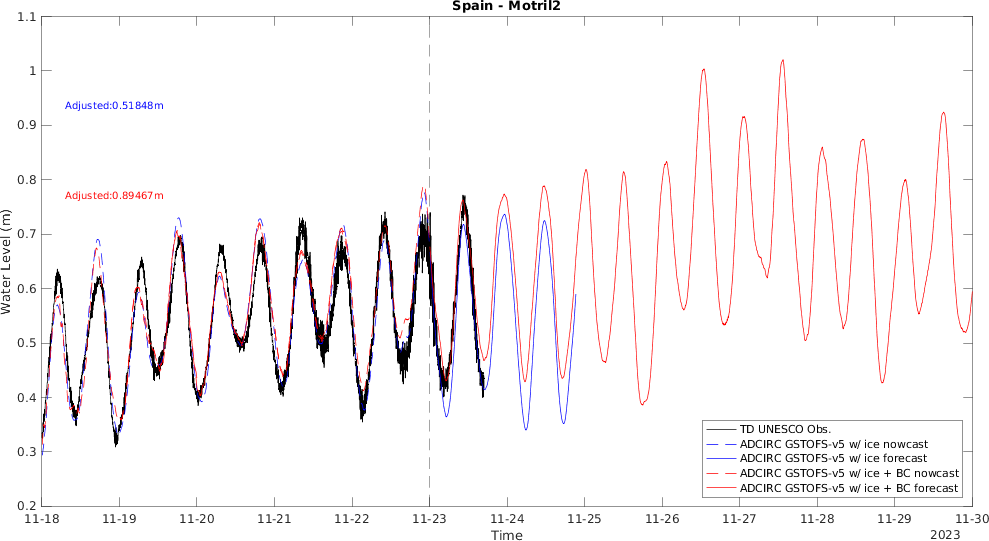 Spain - Motril2
1.1
1
0.9
0.8
0.7
0.6
0.5
0.4
0.3
0.2
Water Level (m)
Adjusted:0.51848m
Adjusted:0.89467m
TD UNESCO Obs.
ADCIRC GSTOFS-v5 w/ ice nowcast
ADCIRC GSTOFS-v5 w/ ice forecast
ADCIRC GSTOFS-v5 w/ ice + BC nowcast
ADCIRC GSTOFS-v5 w/ ice + BC forecast
11-18 11-19 11-20 11-21 11-22 11-23 11-24 11-25 11-26 11-27 11-28 11-29 11-30
Time
2023